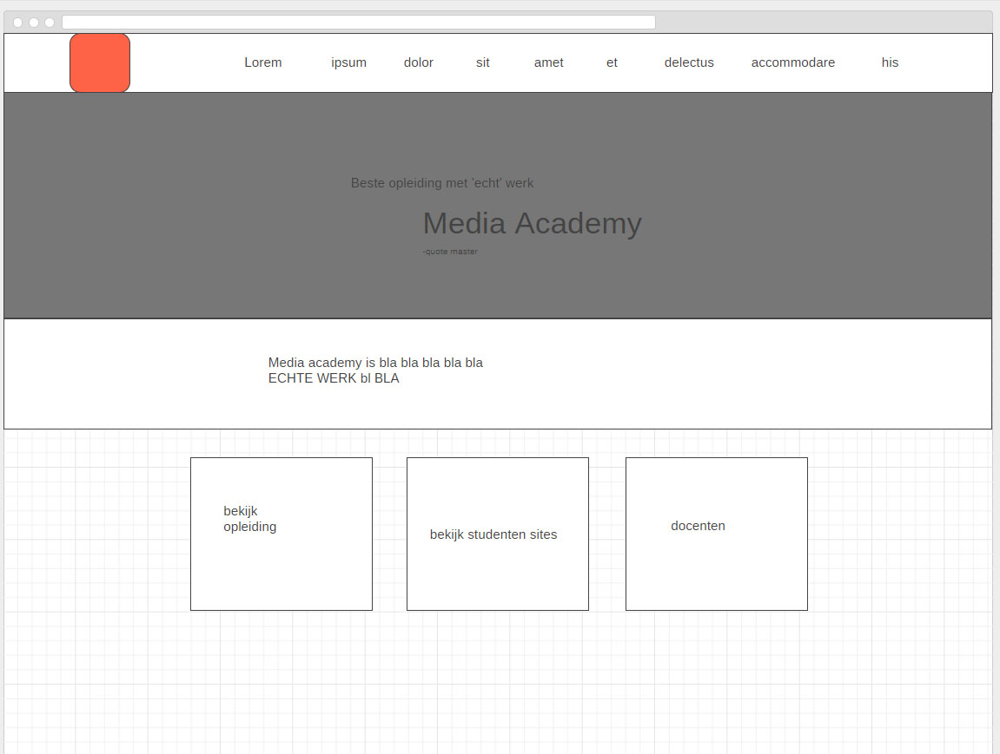 Lorem ipsum dolor sit amet et delectus accommodare his
Beste opleiding met 'echt' werk
Media Academy
-quote master
Media academy is bla bla bla bla bla
ECHTE WERK bl BLA
bekijk
opleiding
bekijk studenten sites
docenten